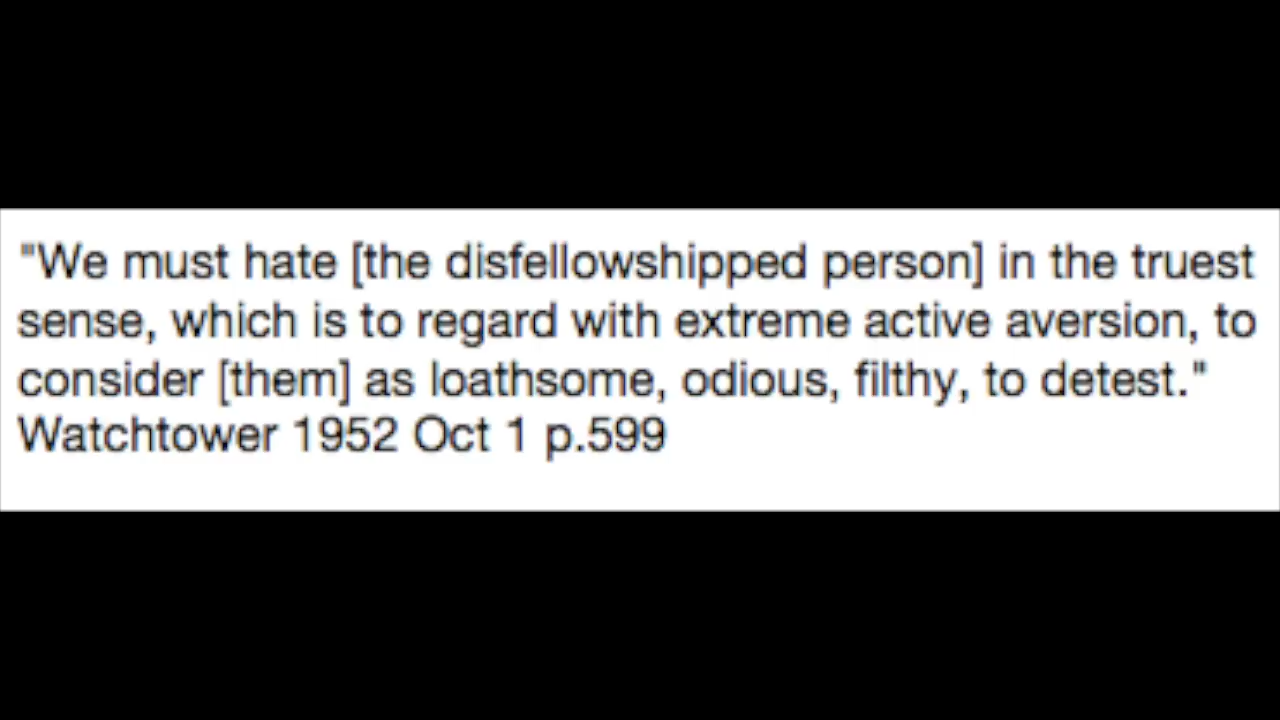 "We must hate [the disfellowshipped person] in the truest
sense, which is to regard with extreme active aversion, to
consider [them] as loathsome, odious, filthy, to detest."
Watchtower 1952 Oct 1 p.599